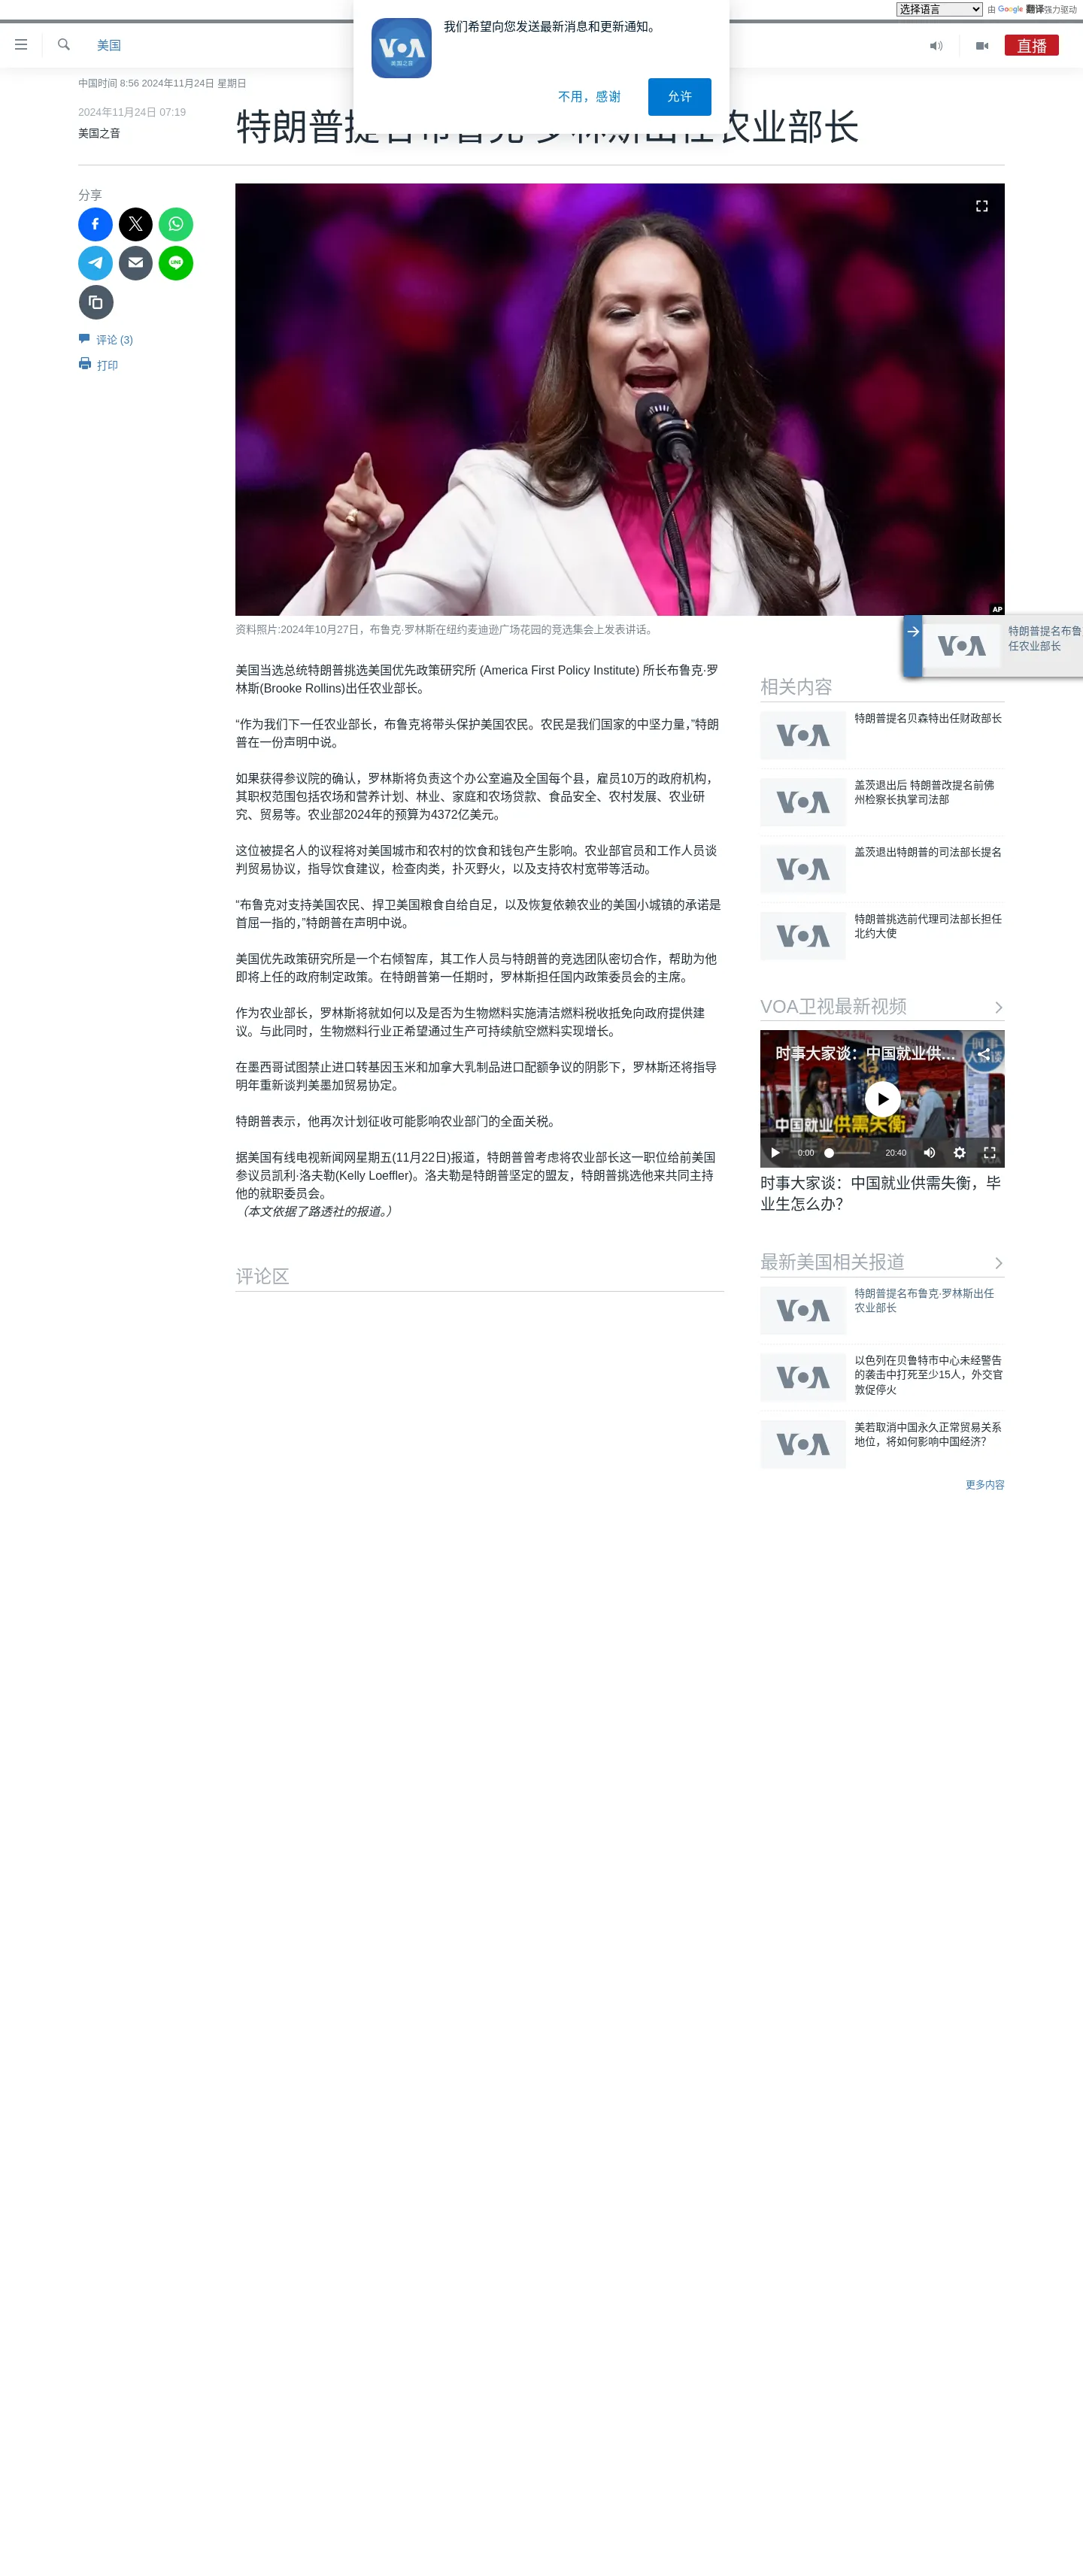 选择语言
由 Google 翻译强力驱动
我们希望向您发送最新消息和更新通知。
VOA
美国之音
不用，感谢
允许
美国
直播
中国时间 8:56 2024年11月24日 星期日
2024年11月24日 07:19
美国之音
出任农业部长
分享
LINE
评论 (3)
打印
AP
资料照片:2024年10月27日，布鲁克·罗林斯在纽约麦迪逊广场花园的竞选集会上发表讲话。
特朗普提名布鲁
任农业部长
VOA
美国当选总统特朗普挑选美国优先政策研究所 (America First Policy Institute) 所长布鲁克·罗
林斯(Brooke Rollins)出任农业部长。
“作为我们下一任农业部长，布鲁克将带头保护美国农民。农民是我们国家的中坚力量，”特朗
普在一份声明中说。
如果获得参议院的确认，罗林斯将负责这个办公室遍及全国每个县，雇员10万的政府机构，
其职权范围包括农场和营养计划、林业、家庭和农场贷款、食品安全、农村发展、农业研
究、贸易等。农业部2024年的预算为4372亿美元。
这位被提名人的议程将对美国城市和农村的饮食和钱包产生影响。农业部官员和工作人员谈
判贸易协议，指导饮食建议，检查肉类，扑灭野火，以及支持农村宽带等活动。
“布鲁克对支持美国农民、捍卫美国粮食自给自足，以及恢复依赖农业的美国小城镇的承诺是
首屈一指的，”特朗普在声明中说。
美国优先政策研究所是一个右倾智库，其工作人员与特朗普的竞选团队密切合作，帮助为他
即将上任的政府制定政策。在特朗普第一任期时，罗林斯担任国内政策委员会的主席。
作为农业部长，罗林斯将就如何以及是否为生物燃料实施清洁燃料税收抵免向政府提供建
议。与此同时，生物燃料行业正希望通过生产可持续航空燃料实现增长。
在墨西哥试图禁止进口转基因玉米和加拿大乳制品进口配额争议的阴影下，罗林斯还将指导
明年重新谈判美墨加贸易协定。
特朗普表示，他再次计划征收可能影响农业部门的全面关税。
据美国有线电视新闻网星期五(11月22日)报道，特朗普曾考虑将农业部长这一职位给前美国
参议员凯利·洛夫勒(Kelly Loeffler)。洛夫勒是特朗普坚定的盟友，特朗普挑选他来共同主持
他的就职委员会。
（本文依据了路透社的报道。）
评论区
相关内容
VOA
特朗普提名贝森特出任财政部长
VOA
盖茨退出后 特朗普改提名前佛
州检察长执掌司法部
VOA
盖茨退出特朗普的司法部长提名
VOA
特朗普挑选前代理司法部长担任
北约大使
VOA卫视最新视频
时事大家谈：中国就业供…
中国就业供需失衡
0:00
20:40
时事大家谈：中国就业供需失衡，毕
业生怎么办？
最新美国相关报道
VOA
特朗普提名布鲁克·罗林斯出任
农业部长
VOA
以色列在贝鲁特市中心未经警告
的袭击中打死至少15人，外交官
敦促停火
VOA
美若取消中国永久正常贸易关系
地位，将如何影响中国经济？
更多内容